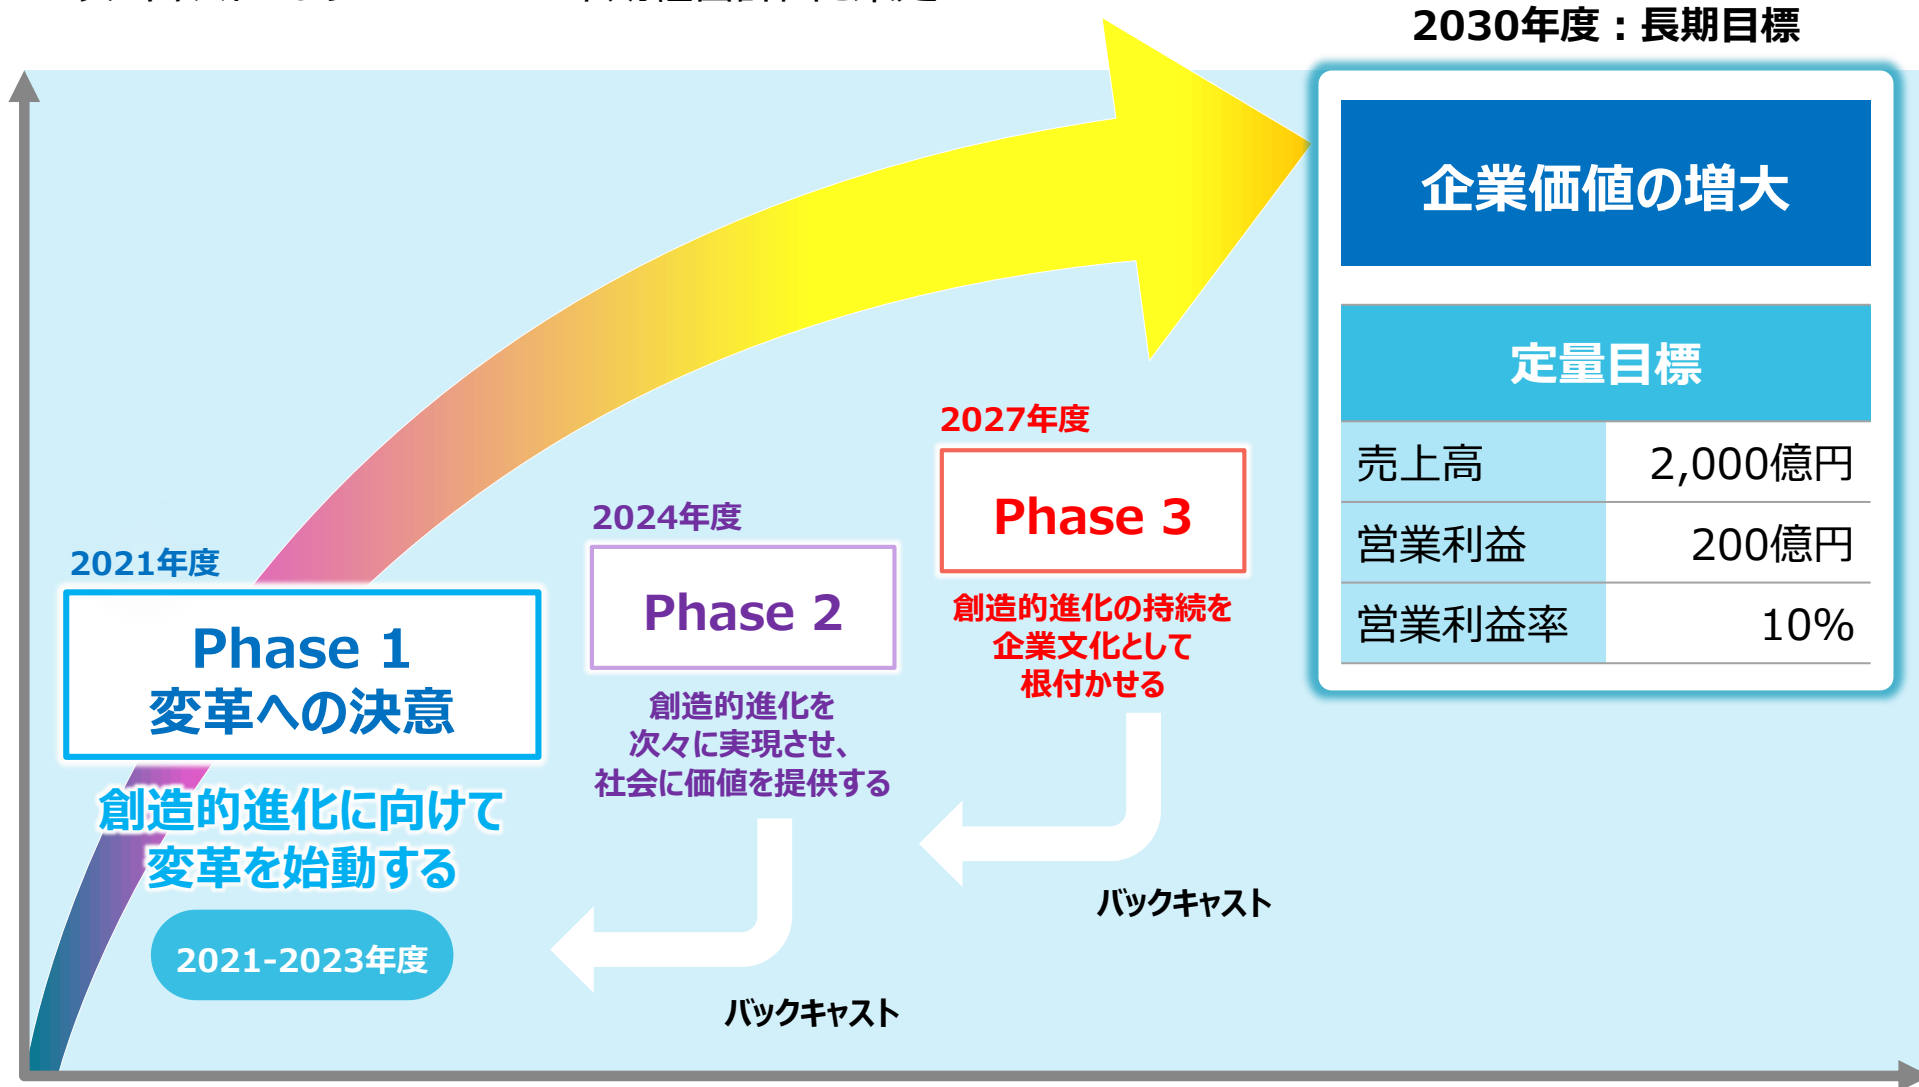 2030年度：長期目標
企業価値の増大
定量目標
売上高 2,000億円
営業利益 200億円
営業利益率 10%
2027年度
Phase 3
創造的進化の持続を
企業文化として
根付かせる
バックキャスト
2024年度
Phase 2
創造的進化を
次々に実現させ、
社会に価値を提供する
バックキャスト
2021年度
Phase 1
変革への決意
創造的進化に向けて
変革を始動する
2021-2023年度